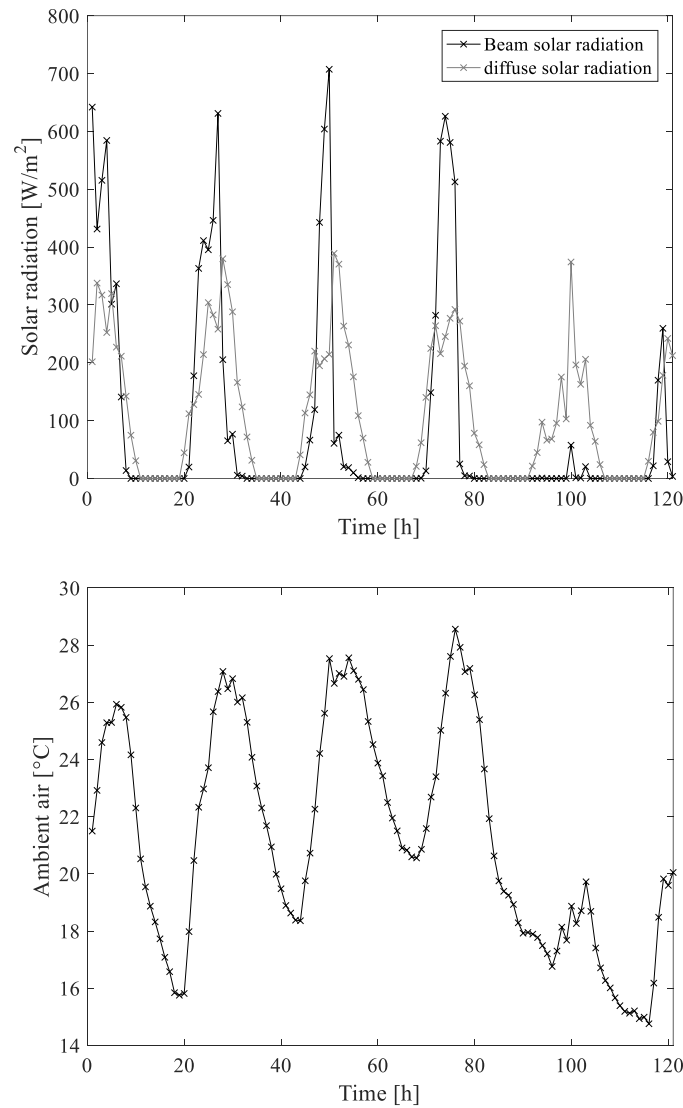 800
700
600
500
400
300
200
100
0
Solar radiation [W/m²]
Beam solar radiation
diffuse solar radiation
0 20 40 60 80 100 120
Time [h]
30
28
26
24
22
20
18
16
14
Ambient air [°C]
0 20 40 60 80 100 120
Time [h]